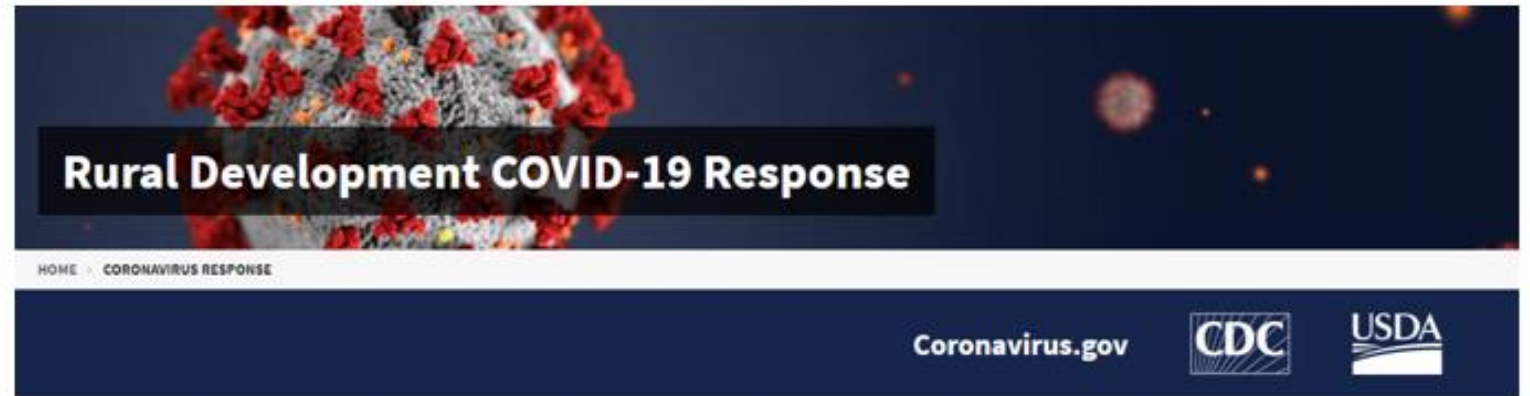 Rural Development COVID-19 Response
HOME > CORONAVIRUS RESPONSE
Coronavirus.gov CDC USDA